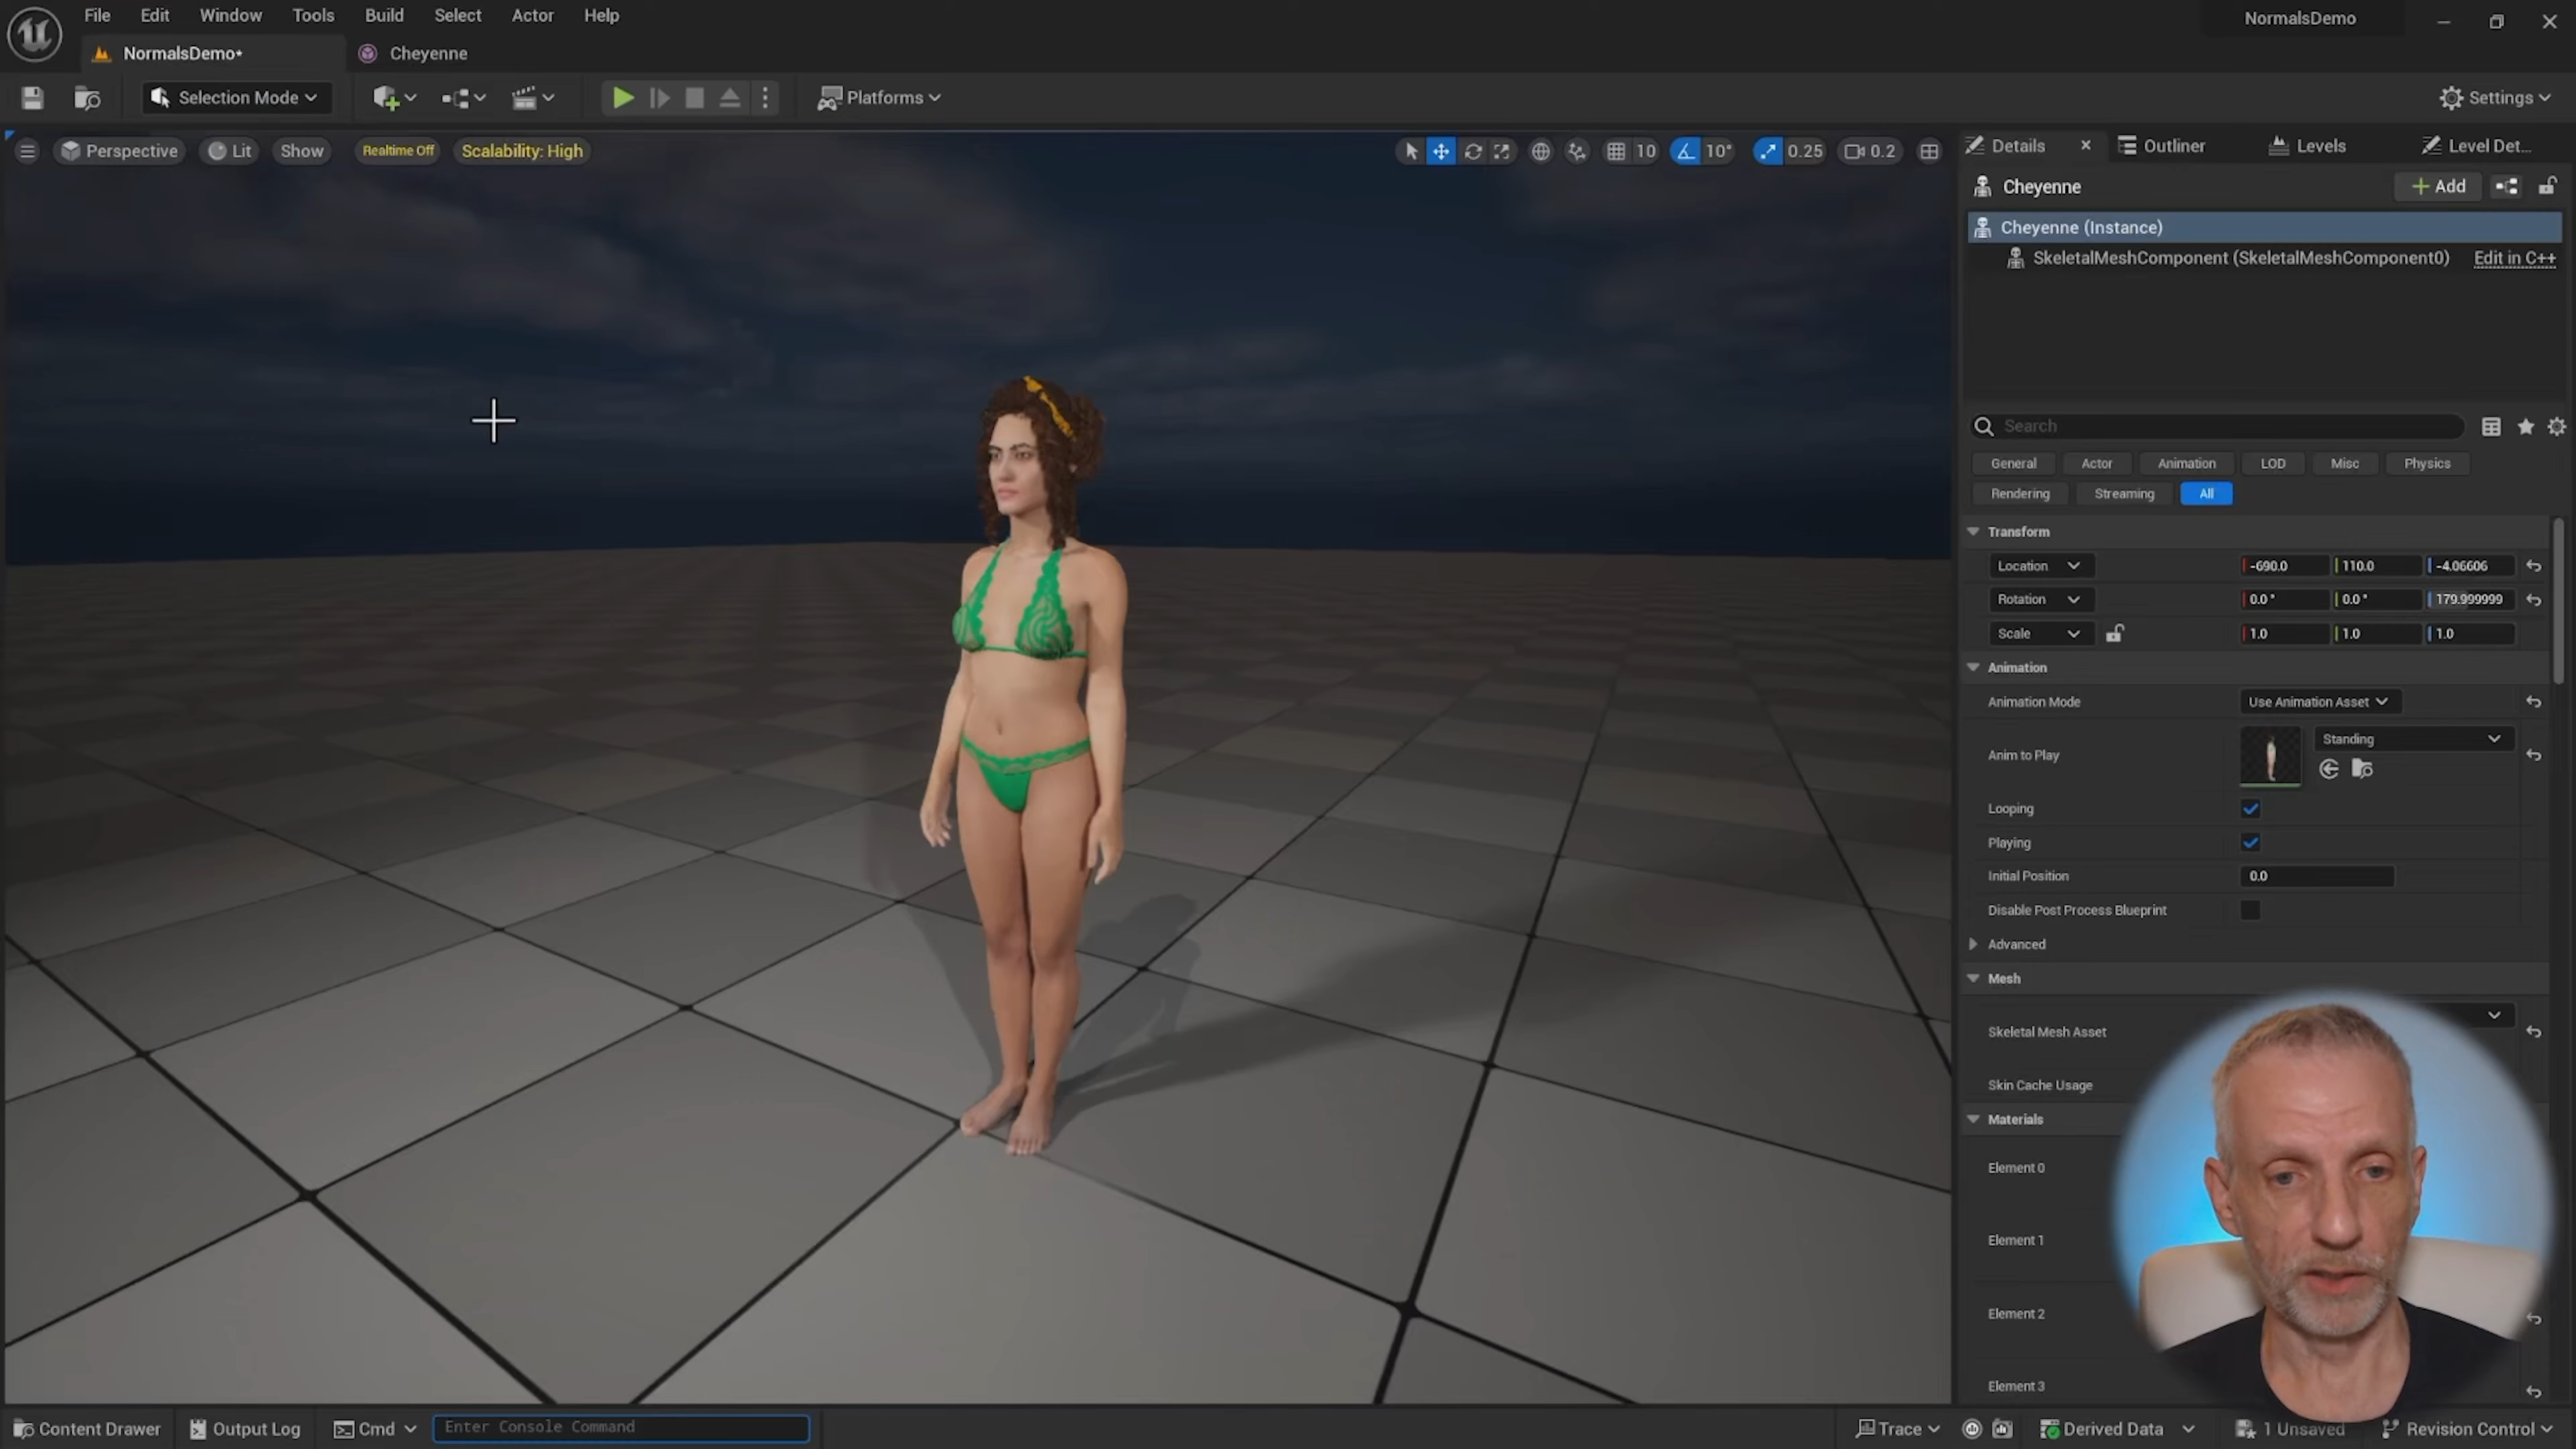 File Edit Window Tools Build Select Actor Help
NormalsDemo
NormalsDemo•
Cheyenne
Selection Mode
Platforms
Settings
Perspective
Lit
Show
Realtime Off
Scalability: High
10
10°
0.25
0.2
Details
Outliner
Levels
Level Det...
Cheyenne
+ Add
Cheyenne (Instance)
SkeletalMeshComponent (SkeletalMeshComponent0)
Edit in C++
Search
General Actor Animation LOD Misc Physics
Rendering Streaming All
Transform
Location -690.0 110.0 -4.06606
Rotation 0.0° 0.0° 179.999999
Scale 1.0 1.0 1.0
Animation
Animation Mode Use Animation Asset
Anim to Play Standing
Looping
Playing
Initial Position 0.0
Disable Post Process Blueprint
Advanced
Mesh
Skeletal Mesh Asset
Skin Cache Usage
Materials
Element 0
Element 1
Element 2
Element 3
Content Drawer
Output Log
Cmd
Enter Console Command
Trace
Derived Data
1 Unsaved
Revision Control